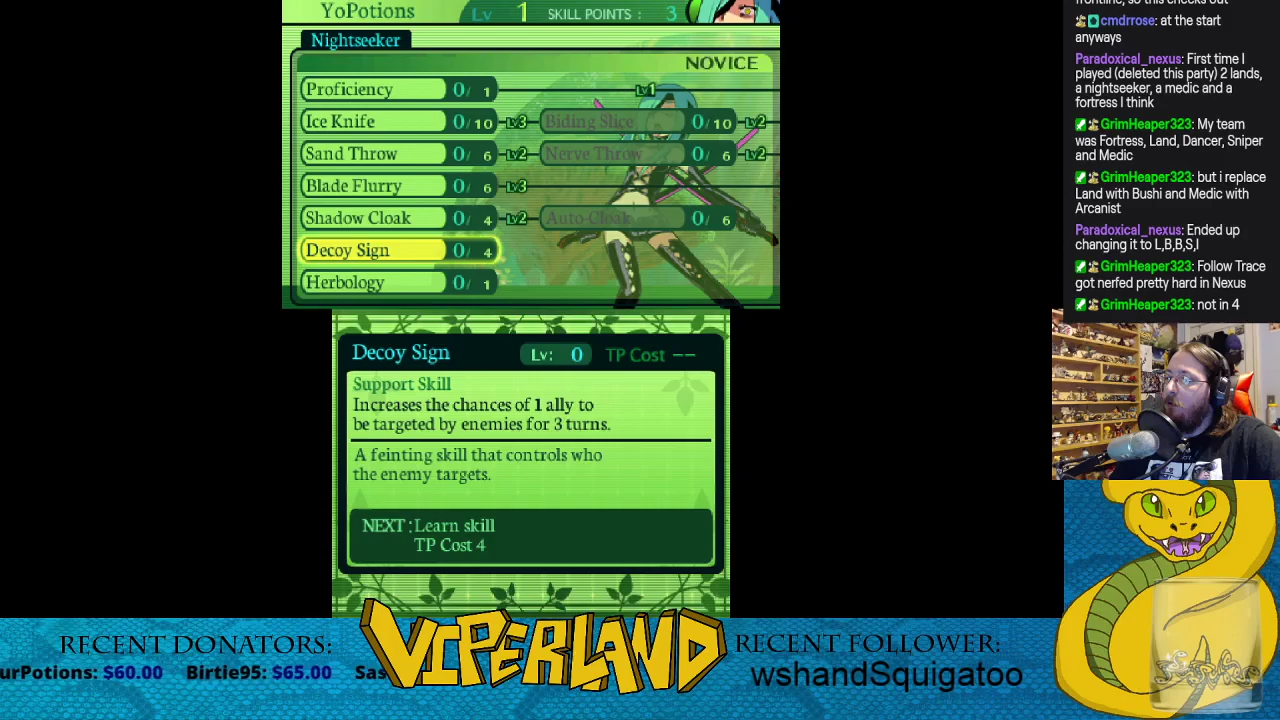 YoPotions Lv 1 SKILL POINTS : 3
Nightseeker
NOVICE
Proficiency 0/ 1 Lv1
Ice Knife 0/ 10 Lv3 Biding Slice 0/ 10 Lv2
Sand Throw 0/ 6 Lv2 Nerve Throw 0/ 6 Lv2
Blade Flurry 0/ 6 Lv3
Shadow Cloak 0/ 4 Lv2 Auto-Cloak 0/ 6
Decoy Sign 0/ 4
Herbology 0/ 1
Decoy Sign Lv: 0 TP Cost --
Support Skill
Increases the chances of 1 ally to
be targeted by enemies for 3 turns.
A feinting skill that controls who
the enemy targets.
NEXT : Learn skill
TP Cost 4
frontline, so this checks out
cmdrrose: at the start
anyways
Paradoxical_nexus: First time I
played (deleted this party) 2 lands,
a nightseeker, a medic and a
fortress I think
GrimHeaper323: My team
was Fortress, Land, Dancer, Sniper
and Medic
GrimHeaper323: but i replace
Land with Bushi and Medic with
Arcanist
Paradoxical_nexus: Ended up
changing it to L,B,B,S,I
GrimHeaper323: Follow Trace
got nerfed pretty hard in Nexus
GrimHeaper323: not in 4
RECENT DONATORS:
urPotions: $60.00 Birtie95: $65.00 Sas
VIPERLAND
RECENT FOLLOWER:
wshandSquigatoo